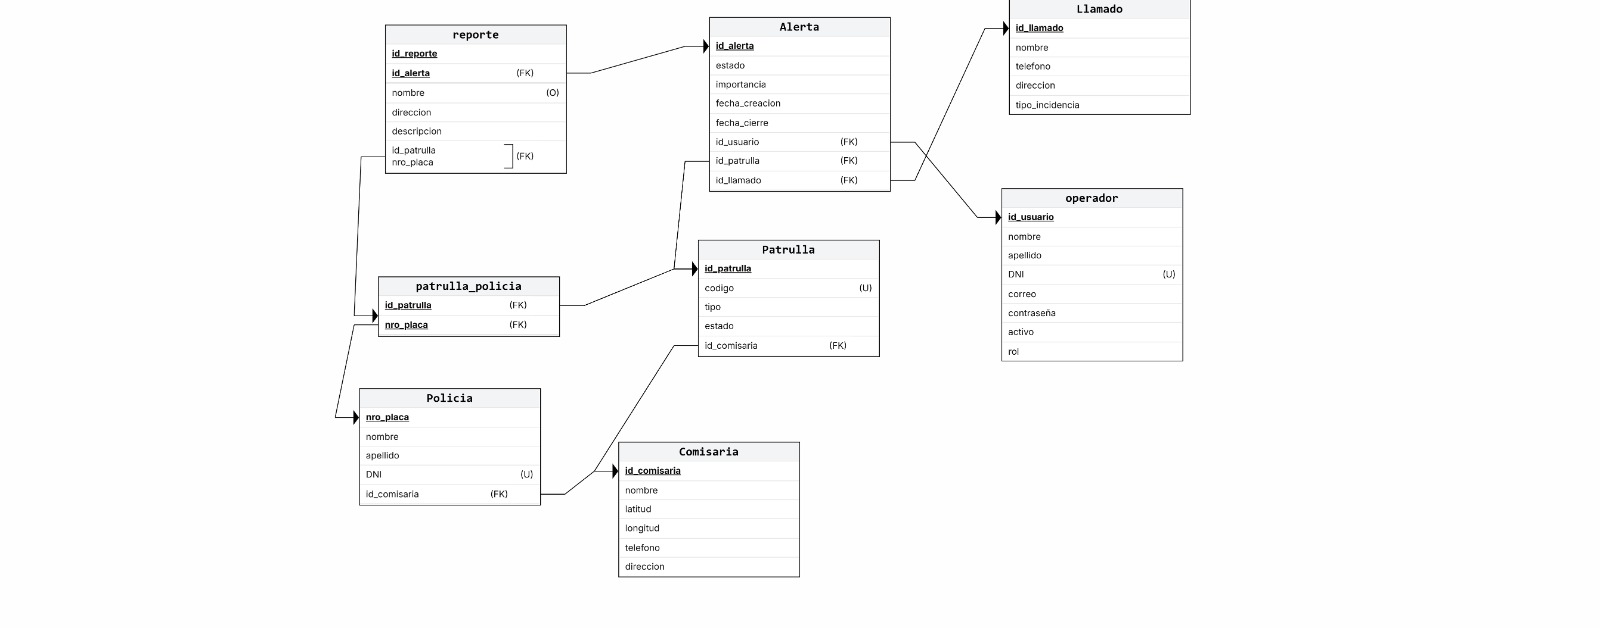 reporte
id_reporte
id_alerta (FK)
nombre (O)
direccion
descripcion
id_patrulla
nro_placa (FK)
Alerta
id_alerta
estado
importancia
fecha_creacion
fecha_cierre
id_usuario (FK)
id_patrulla (FK)
id_llamado (FK)
Llamado
id_llamado
nombre
telefono
direccion
tipo_incidencia
operador
id_usuario
nombre
apellido
DNI (U)
correo
contraseña
activo
rol
patrulla_policia
id_patrulla (FK)
nro_placa (FK)
Patrulla
id_patrulla
codigo (U)
tipo
estado
id_comisaria (FK)
Policia
nro_placa
nombre
apellido
DNI (U)
id_comisaria (FK)
Comisaria
id_comisaria
nombre
latitud
longitud
telefono
direccion